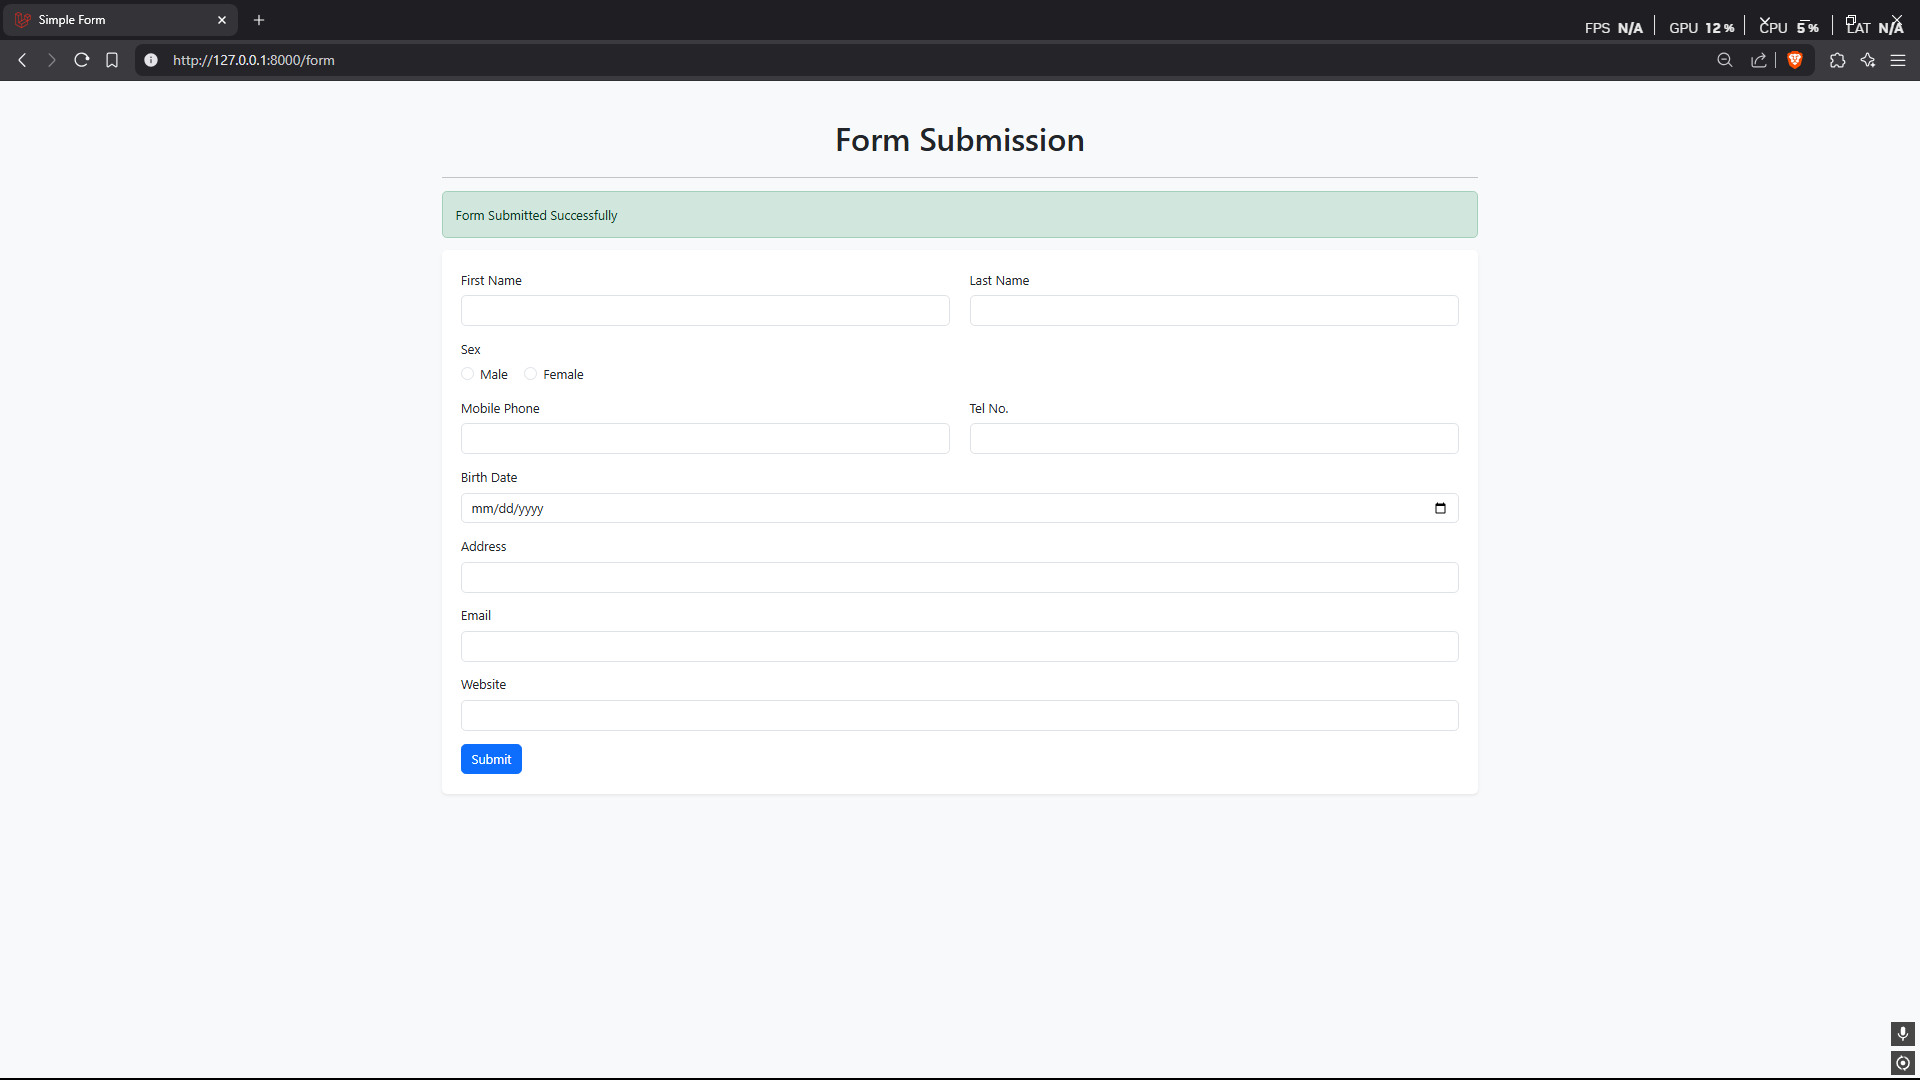 Simple Form
FPS N/A GPU 12 % CPU 5 % LAT N/A
http://127.0.0.1:8000/form
Form Submission
Form Submitted Successfully
First Name Last Name
Sex
Male Female
Mobile Phone Tel No.
Birth Date
mm/dd/yyyy
Address
Email
Website
Submit